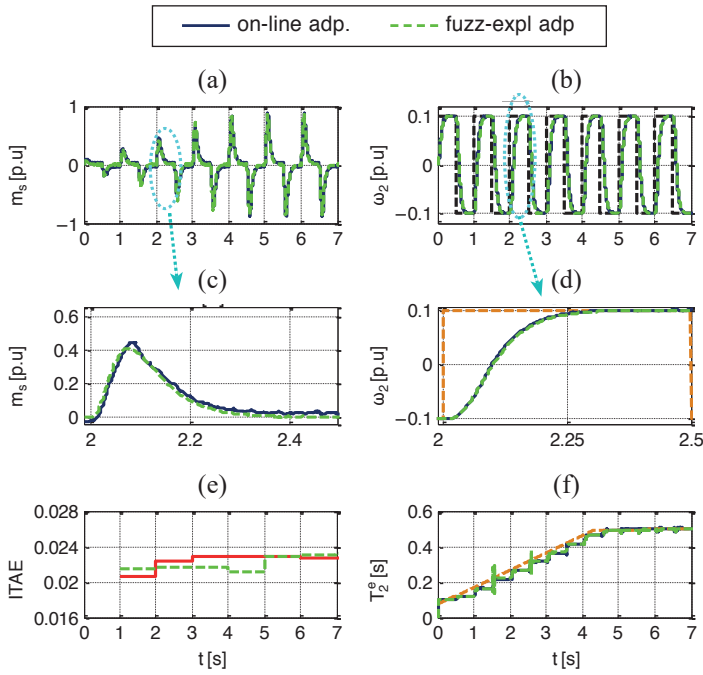 on-line adp. fuzz-expl adp
(a) (b)
1
0
−1
m_s [p.u]
0 1 2 3 4 5 6 7
0.1
0
−0.1
ω_2 [p.u]
0 1 2 3 4 5 6 7
(c) (d)
0.6
0.4
0.2
0
m_s [p.u]
2 2.2 2.4
0.1
0
−0.1
ω_2 [p.u]
2 2.25 2.5
(e) (f)
0.028
0.024
0.02
0.016
ITAE
0 1 2 3 4 5 6 7
t [s]
0.6
0.4
0.2
0
T_2^e [s]
0 1 2 3 4 5 6 7
t [s]